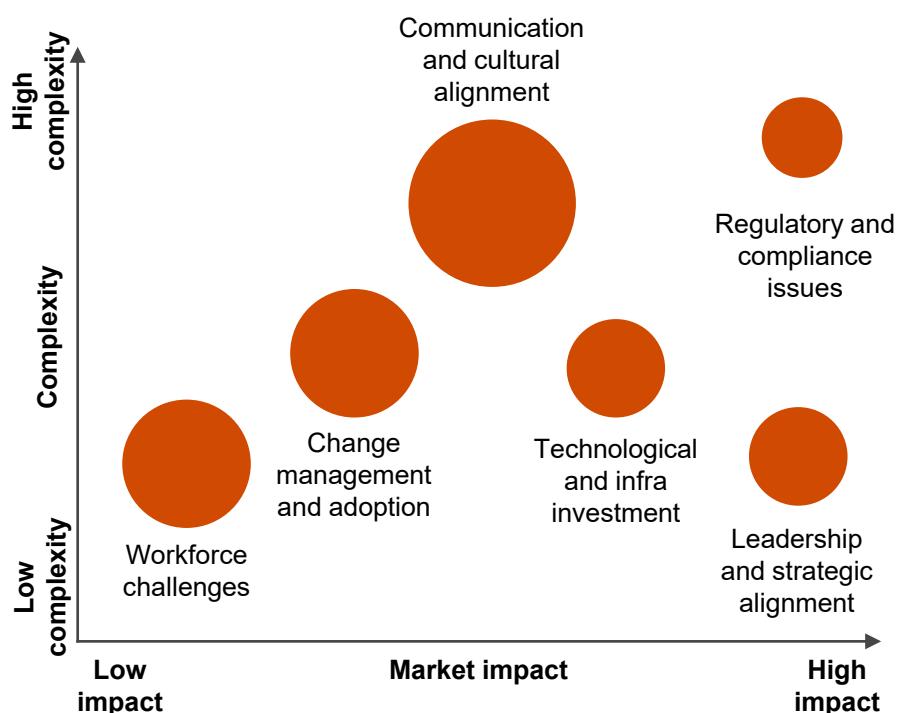 Communication
and cultural
alignment
High
complexity
Regulatory and
compliance
issues
Complexity
Change
management
and adoption
Technological
and infra
investment
Workforce
challenges
Leadership
and strategic
alignment
Low
complexity
Low
impact
Market impact
High
impact